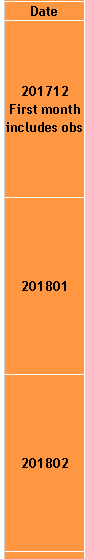 Date
201712
First month
includes obs
201801
201802